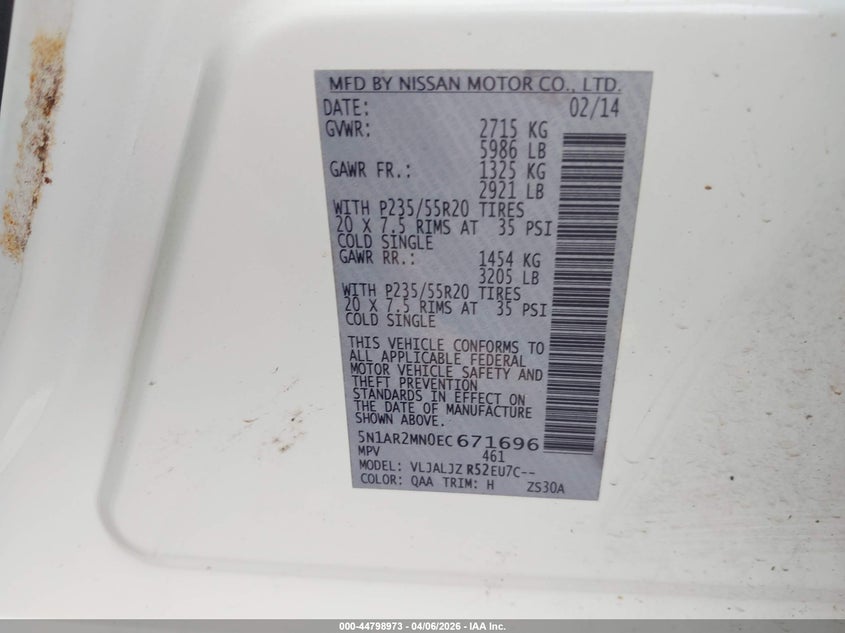 MFD BY NISSAN MOTOR CO., LTD.
DATE: 02/14
GVWR: 2715 KG
5986 LB
GAWR FR.: 1325 KG
2921 LB
WITH P235/55R20 TIRES
20 X 7.5 RIMS AT 35 PSI
COLD SINGLE
GAWR RR.: 1454 KG
3205 LB
WITH P235/55R20 TIRES
20 X 7.5 RIMS AT 35 PSI
COLD SINGLE
THIS VEHICLE CONFORMS TO
ALL APPLICABLE FEDERAL
MOTOR VEHICLE SAFETY AND
THEFT PREVENTION
STANDARDS IN EFFECT ON
THE DATE OF MANUFACTURE
SHOWN ABOVE.
5N1AR2MN0EC671696
MPV 461
MODEL: VLJALJZ R52EU7C--
COLOR: QAA TRIM: H ZS30A
000-44798973 - 04/06/2026 - IAA Inc.